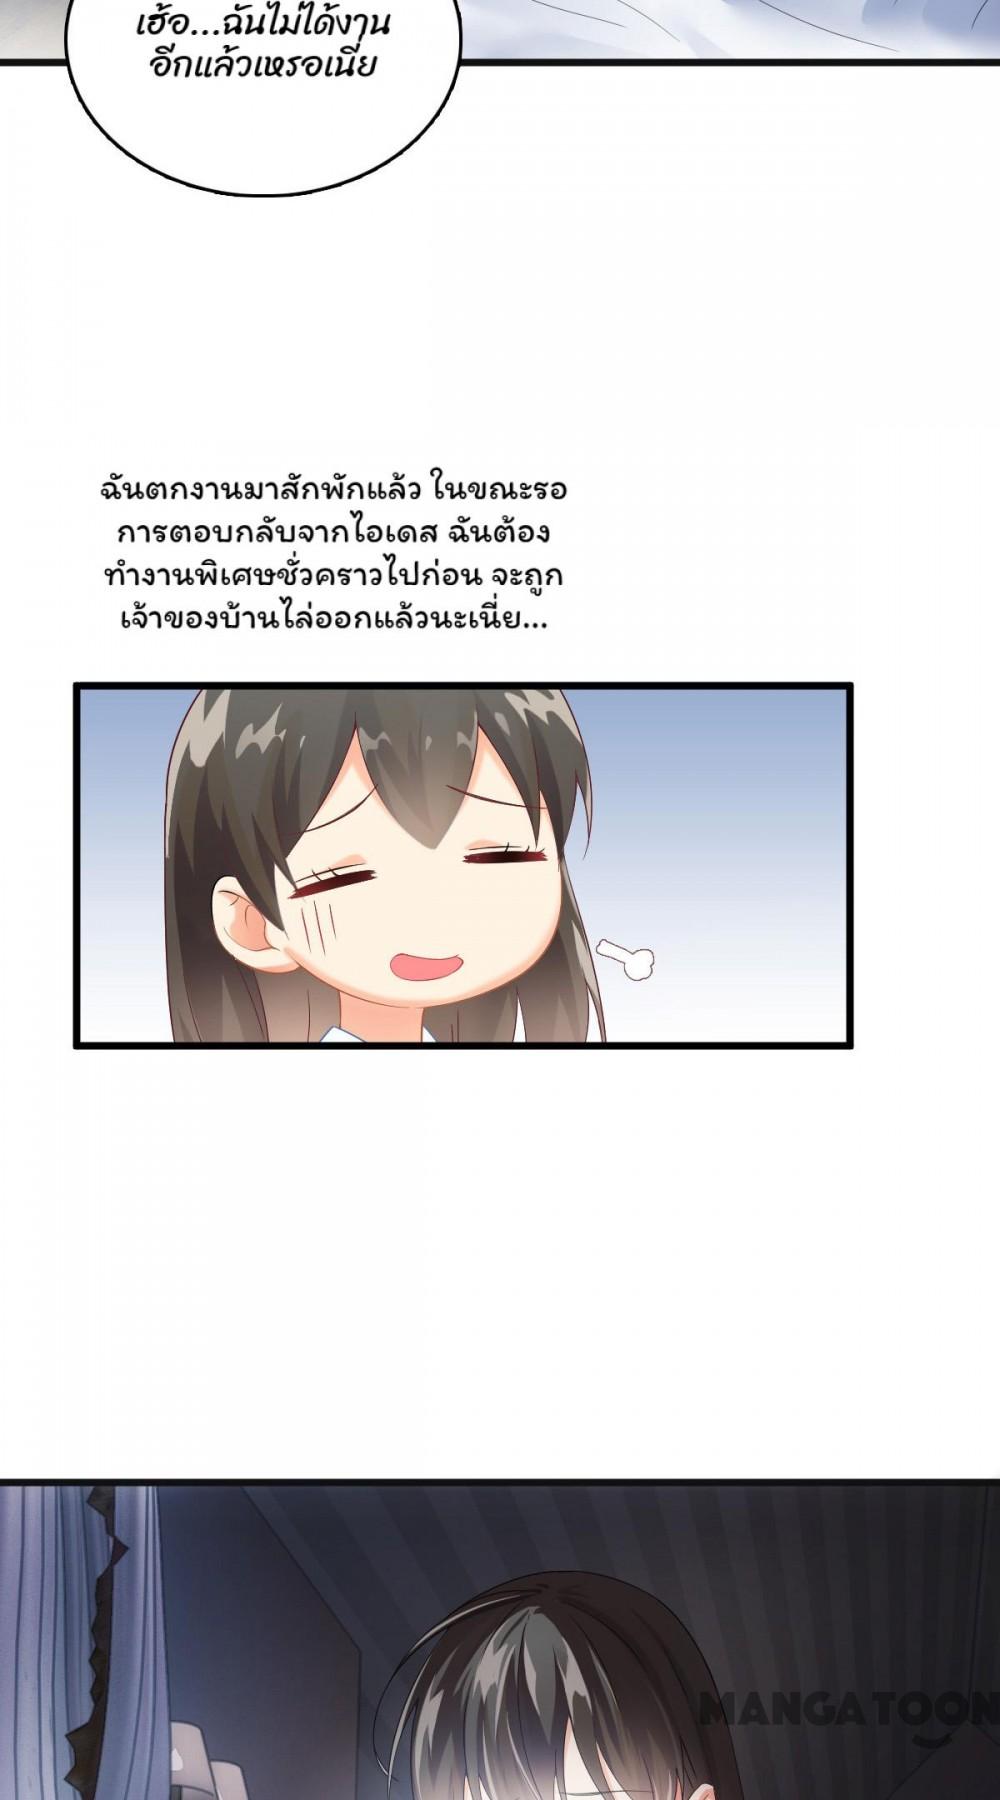 เฮ้อ...ฉันไม่ได้งาน
อีกแล้วเหรอเนี่ย
ฉันตกงานมาสักพักแล้ว ในขณะรอ
การตอบกลับจากไอเดส ฉันต้อง
ทำงานพิเศษชั่วคราวไปก่อน จะถูก
เจ้าของบ้านไล่ออกแล้วนะเนี่ย...
MANGATOON